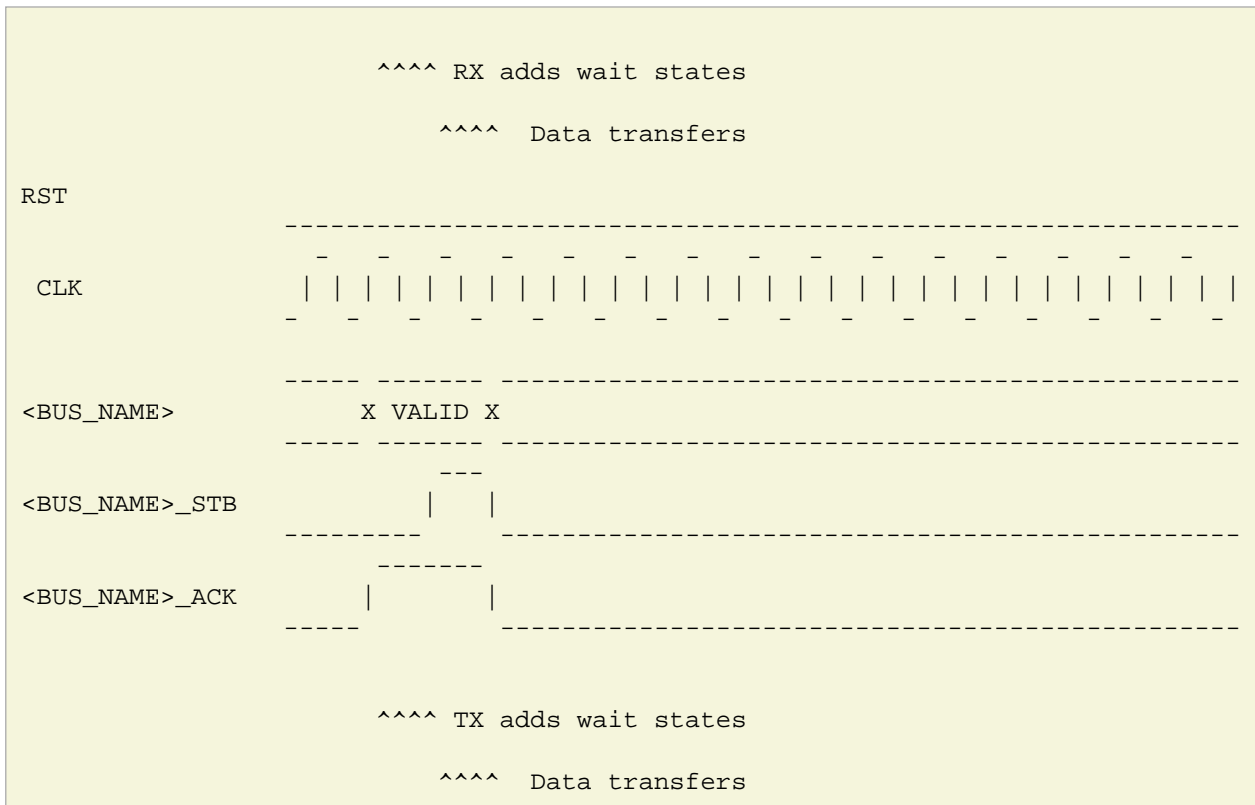 ^^^^ RX adds wait states
^^^^  Data transfers
RST
--------------------------------------------------------------
-   -   -   -   -   -   -   -   -   -   -   -   -   -   -
CLK | | | | | | | | | | | | | | | | | | | | | | | | | | | | | | |
-   -   -   -   -   -   -   -   -   -   -   -   -   -   -   -
----- ------- ------------------------------------------------
<BUS_NAME> X VALID X
----- ------- ------------------------------------------------
---
<BUS_NAME>_STB |   |
---------     ------------------------------------------------
-------
<BUS_NAME>_ACK |       |
-----         ------------------------------------------------
^^^^ TX adds wait states
^^^^  Data transfers